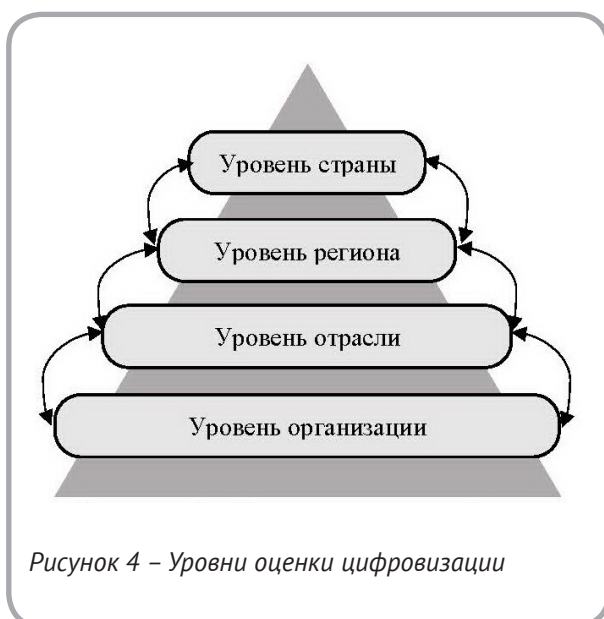 Уровень страны
Уровень региона
Уровень отрасли
Уровень организации
Рисунок 4 – Уровни оценки цифровизации